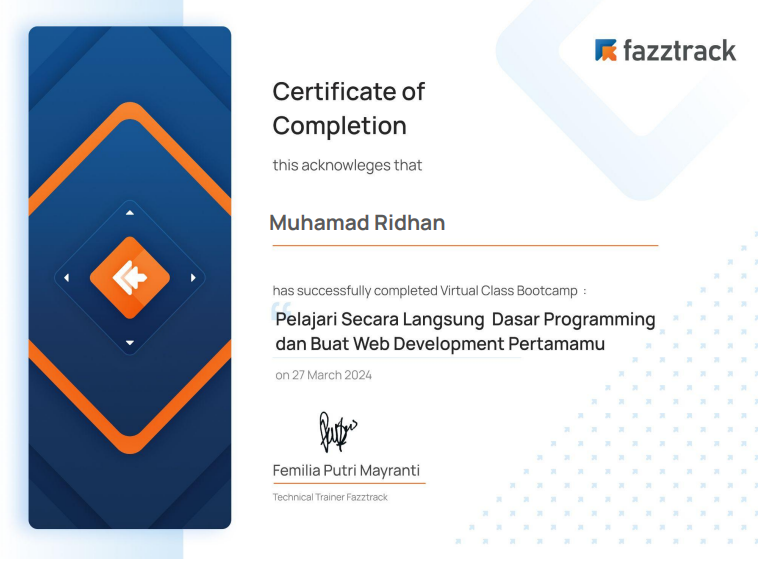 fazztrack
Certificate of
Completion
this acknowleges that
Muhamad Ridhan
has successfully completed Virtual Class Bootcamp :
“
Pelajari Secara Langsung Dasar Programming
dan Buat Web Development Pertamamu
on 27 March 2024
Femilia Putri Mayranti
Technical Trainer Fazztrack